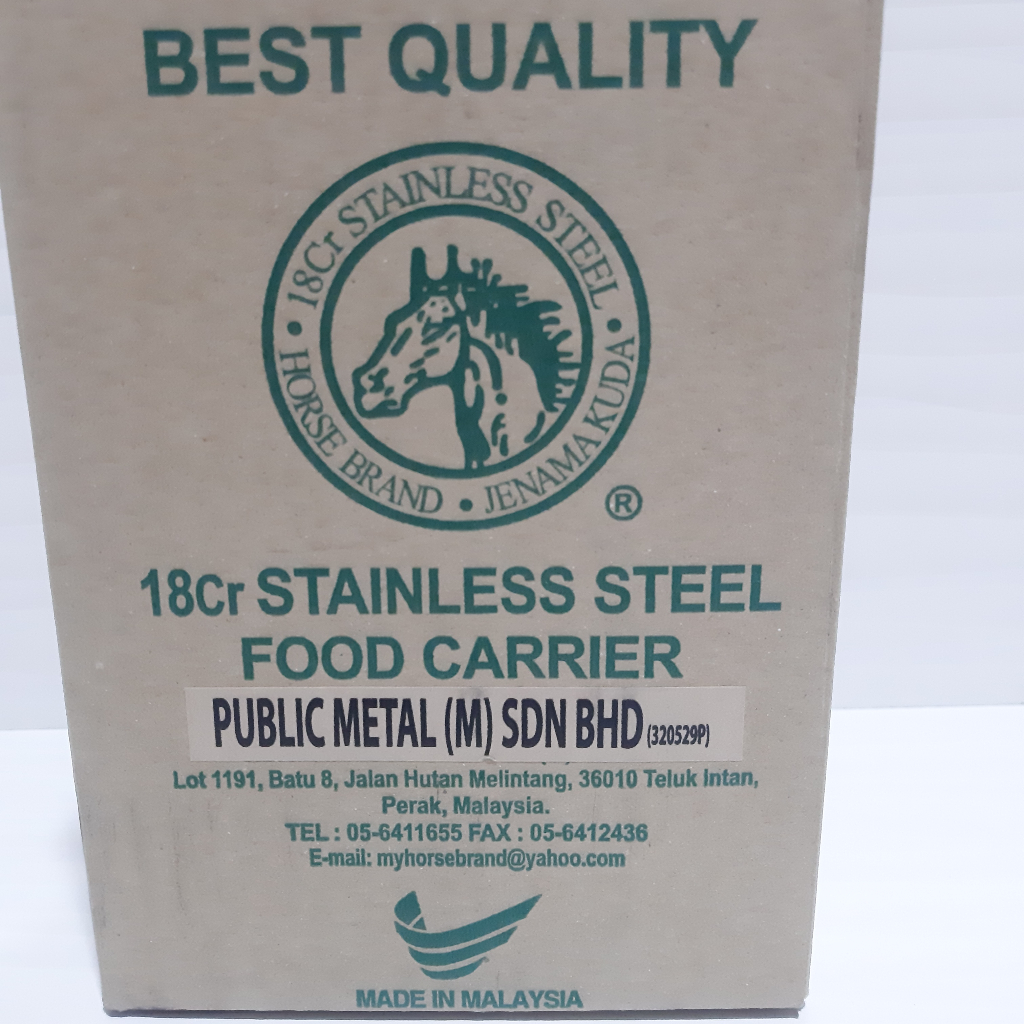 BEST QUALITY
• 18Cr STAINLESS STEEL •
HORSE BRAND • JENAMA KUDA
®
18Cr STAINLESS STEEL
FOOD CARRIER
PUBLIC METAL (M) SDN BHD (320529P)
Lot 1191, Batu 8, Jalan Hutan Melintang, 36010 Teluk Intan,
Perak, Malaysia.
TEL : 05-6411655 FAX : 05-6412436
E-mail: myhorsebrand@yahoo.com
MADE IN MALAYSIA